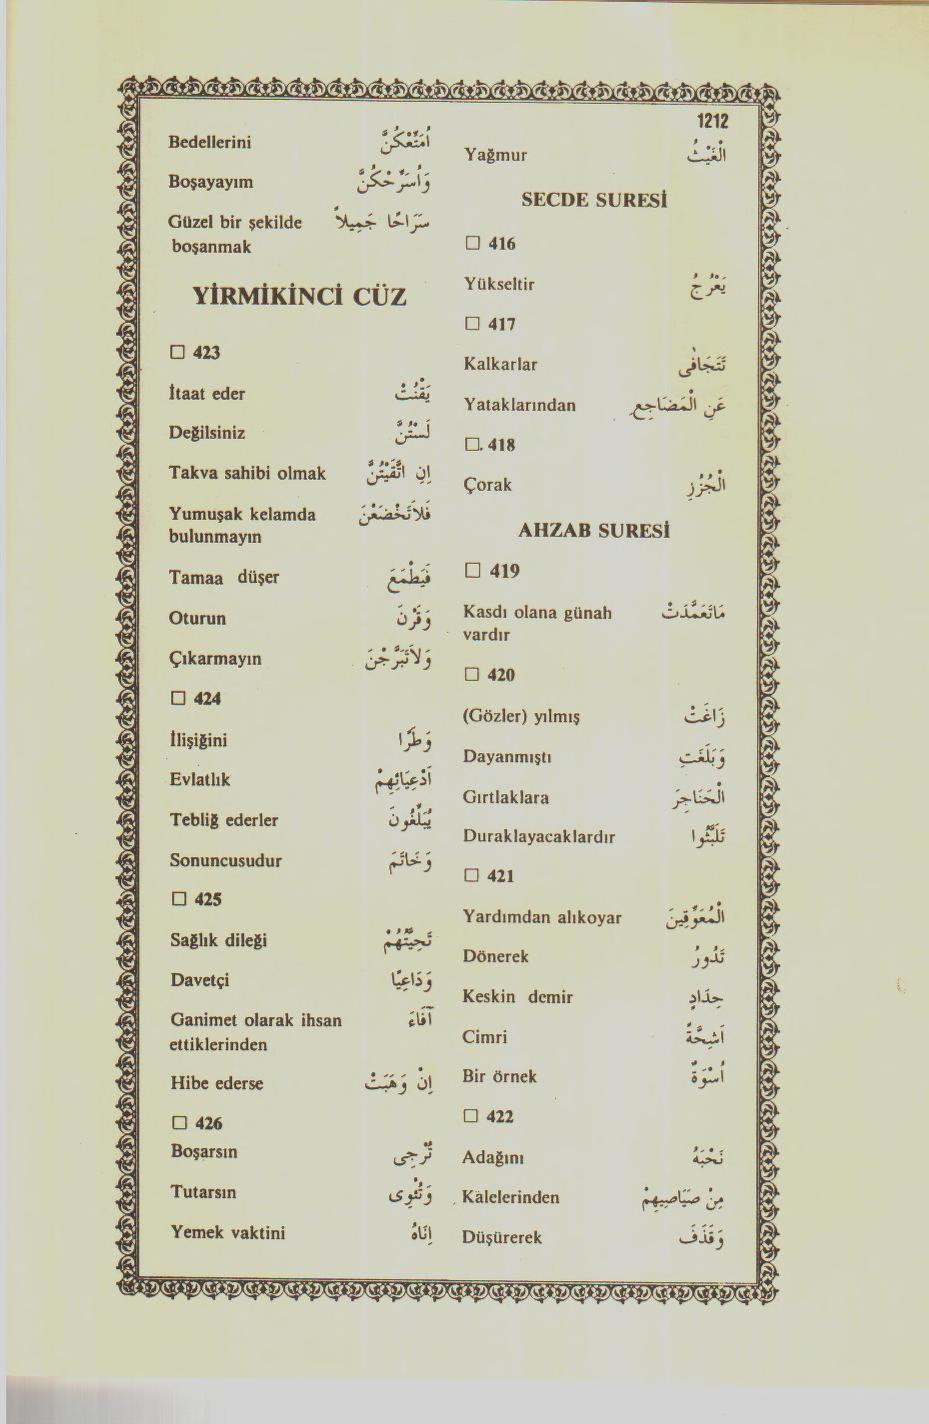 1212
Yağmur الْغَيْثُ
SECDE SURESİ
□ 416
Yükseltir يَعْرُجُ
□ 417
Kalkarlar تَتَجَافٰى
Yataklarından عَنِ الْمَضَاجِعِ
□. 418
Çorak الْجُرُزِ
AHZAB SURESİ
□ 419
Kasdı olana günah مَاتَعَمَّدَتْ
vardır
□ 420
(Gözler) yılmış زَاغَتْ
Dayanmıştı وَبَلَغَتِ
Gırtlaklara الْحَنَاجِرَ
Duraklayacaklardır تَلَبَّثُوا
□ 421
Yardımdan alıkoyar الْمُعَوِّقِينَ
Dönerek تَدُورُ
Keskin demir حِدَادٍ
Cimri اَشِحَّةً
Bir örnek اُسْوَةٌ
□ 422
Adağını نَحْبَهُ
Kalelerinden مِنْ صَيَاصِيهِمْ
Düşürerek وَقَذَفَ
Bedellerini اُمَتِّعْكُنَّ
Boşayayım وَاُسَرِّحْكُنَّ
Güzel bir şekilde سَرَاحًا جَمِيلاً
boşanmak
YİRMİKİNCİ CÜZ
□ 423
İtaat eder يَقْنُتْ
Değilsiniz لَسْتُنَّ
Takva sahibi olmak اِنِ اتَّقَيْتُنَّ
Yumuşak kelamda فَلاَتَخْضَعْنَ
bulunmayın
Tamaa düşer فَيَطْمَعَ
Oturun وَقَرْنَ
Çıkarmayın وَلاَتَبَرَّجْنَ
□ 424
İlişiğini وَطَرًا
Evlatlık اَدْعِيَائِهِمْ
Tebliğ ederler يُبَلِّغُونَ
Sonuncusudur وَخَاتَمَ
□ 425
Sağlık dileği تَحِيَّتُهُمْ
Davetçi وَدَاعِيًا
Ganimet olarak ihsan آَفَاءَ
ettiklerinden
Hibe ederse اِنْ وَهَبَتْ
□ 426
Boşarsın تُرْجِى
Tutarsın وَتُئْوِى
Yemek vaktini اِنَاهُ